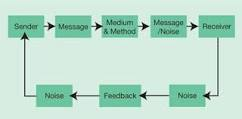 Sender
Message
Medium
& Method
Message
/Noise
Receiver
Noise
Feedback
Noise